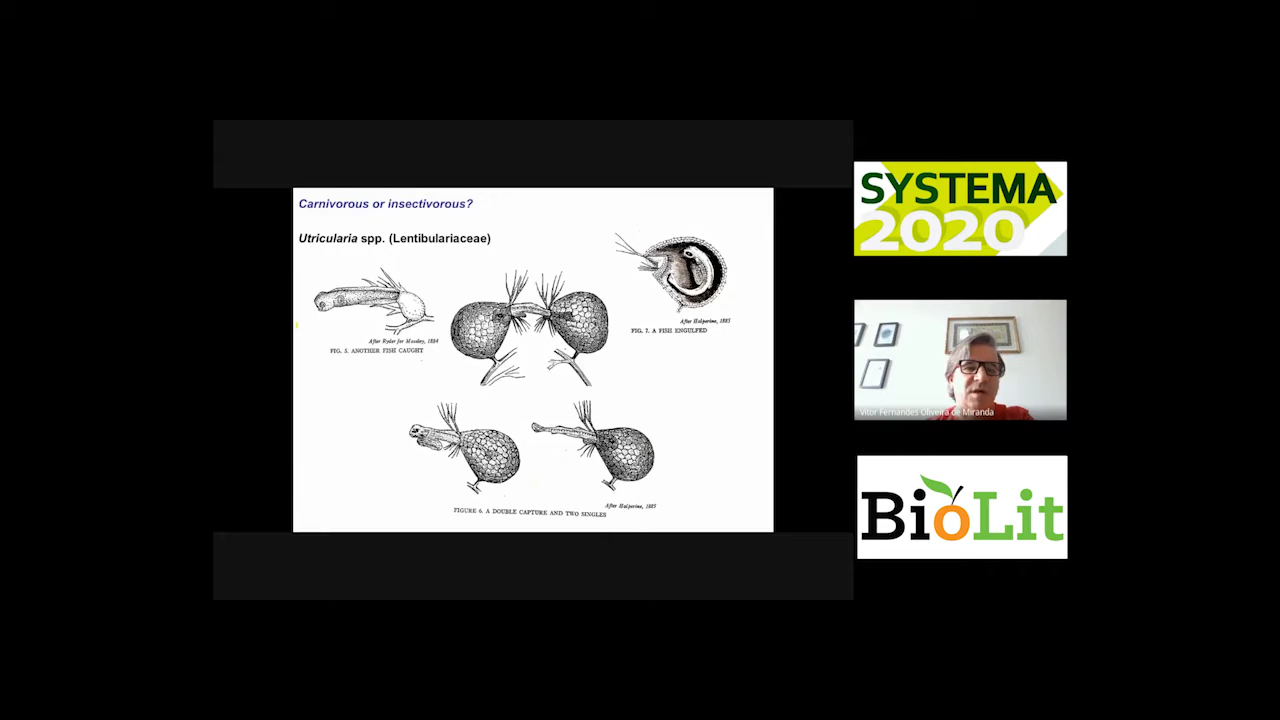 Carnivorous or insectivorous?
Utricularia spp. (Lentibulariaceae)
After Ryder for Moseley, 1884
FIG. 5. ANOTHER FISH CAUGHT
After Halperine, 1885
FIG. 7. A FISH ENGULFED
After Halperine, 1885
FIGURE 6. A DOUBLE CAPTURE AND TWO SINGLES
SYSTEMA
2020
Vitor Fernandes Oliveira de Miranda
BioLit